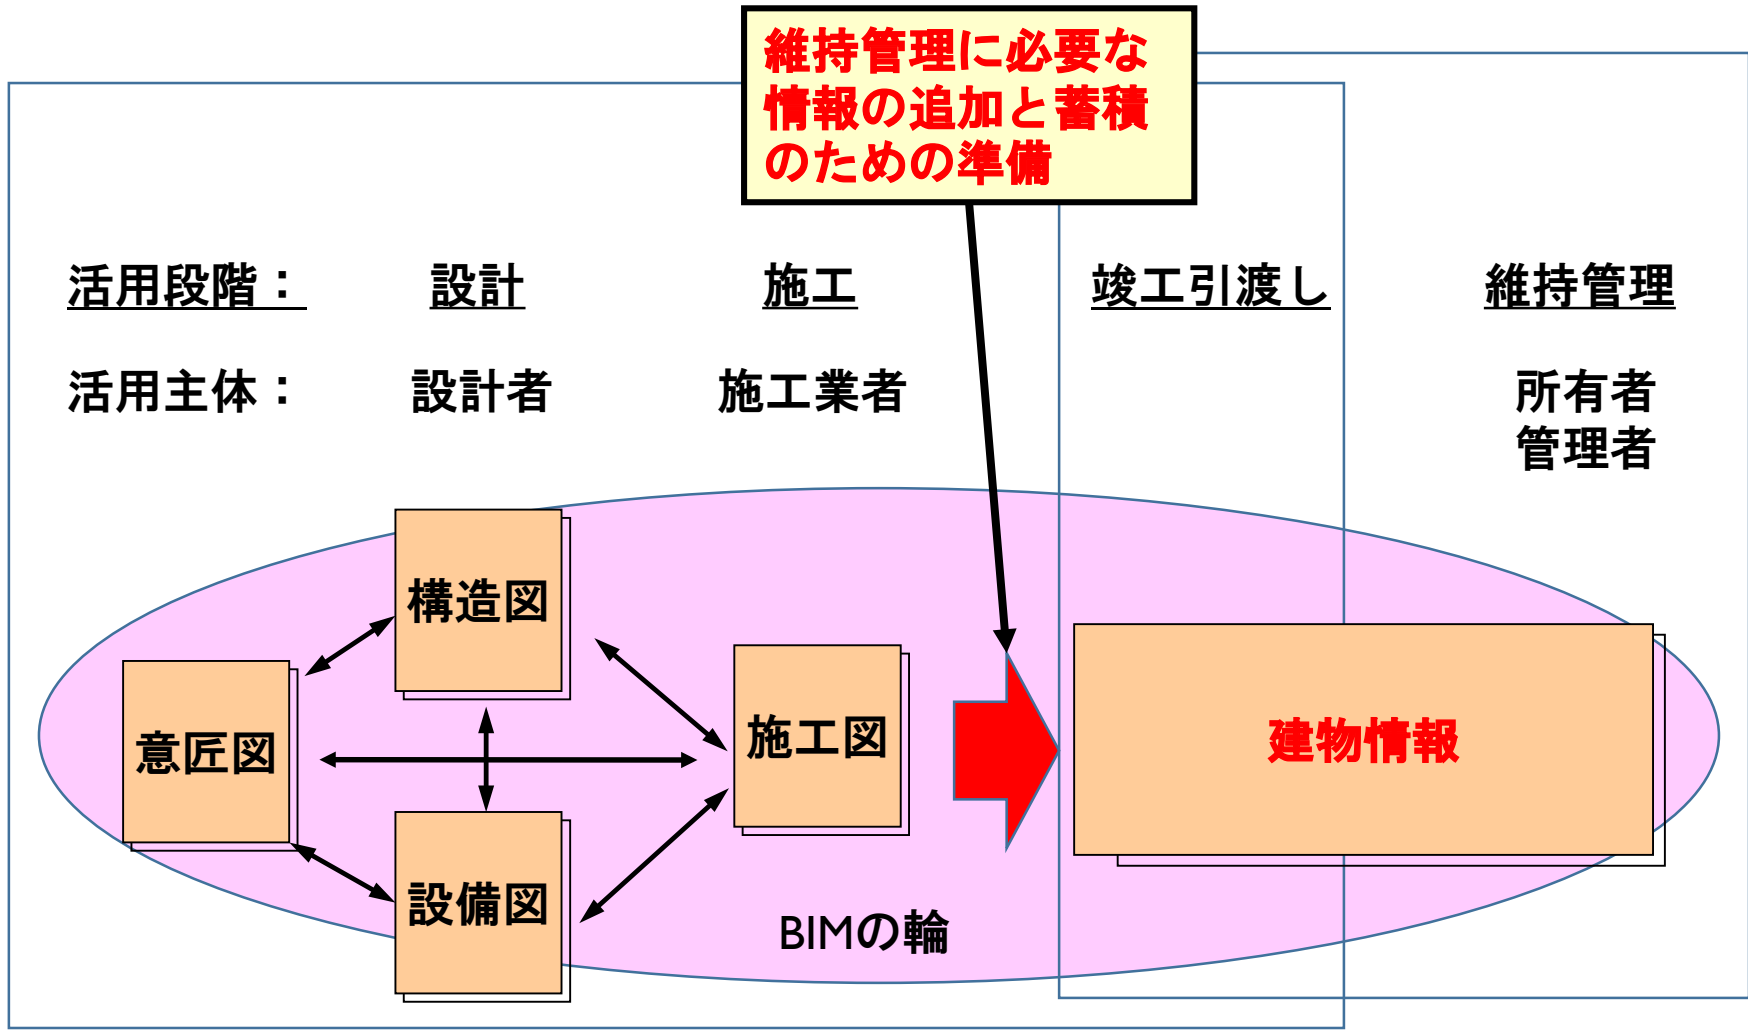 維持管理に必要な
情報の追加と蓄積
のための準備
活用段階： 設計 施工 竣工引渡し 維持管理
活用主体： 設計者 施工業者 所有者
管理者
構造図
意匠図
施工図
建物情報
設備図
BIMの輪